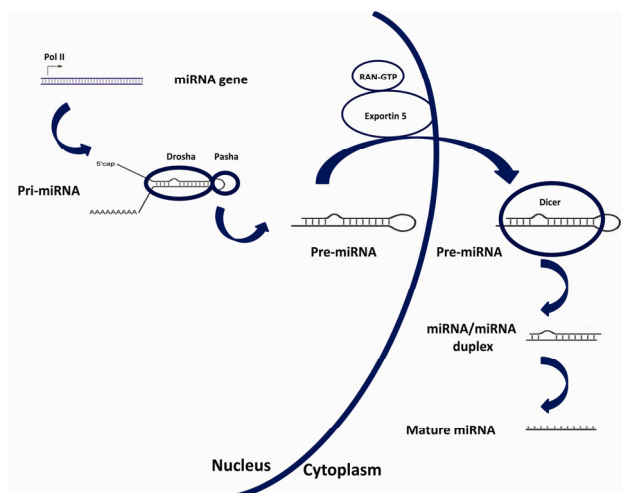 Pol II
miRNA gene
RAN-GTP
Exportin 5
5'cap
Drosha
Pasha
Pri-miRNA
AAAAAAAA
Pre-miRNA
Dicer
Pre-miRNA
miRNA/miRNA
duplex
Mature miRNA
Nucleus
Cytoplasm